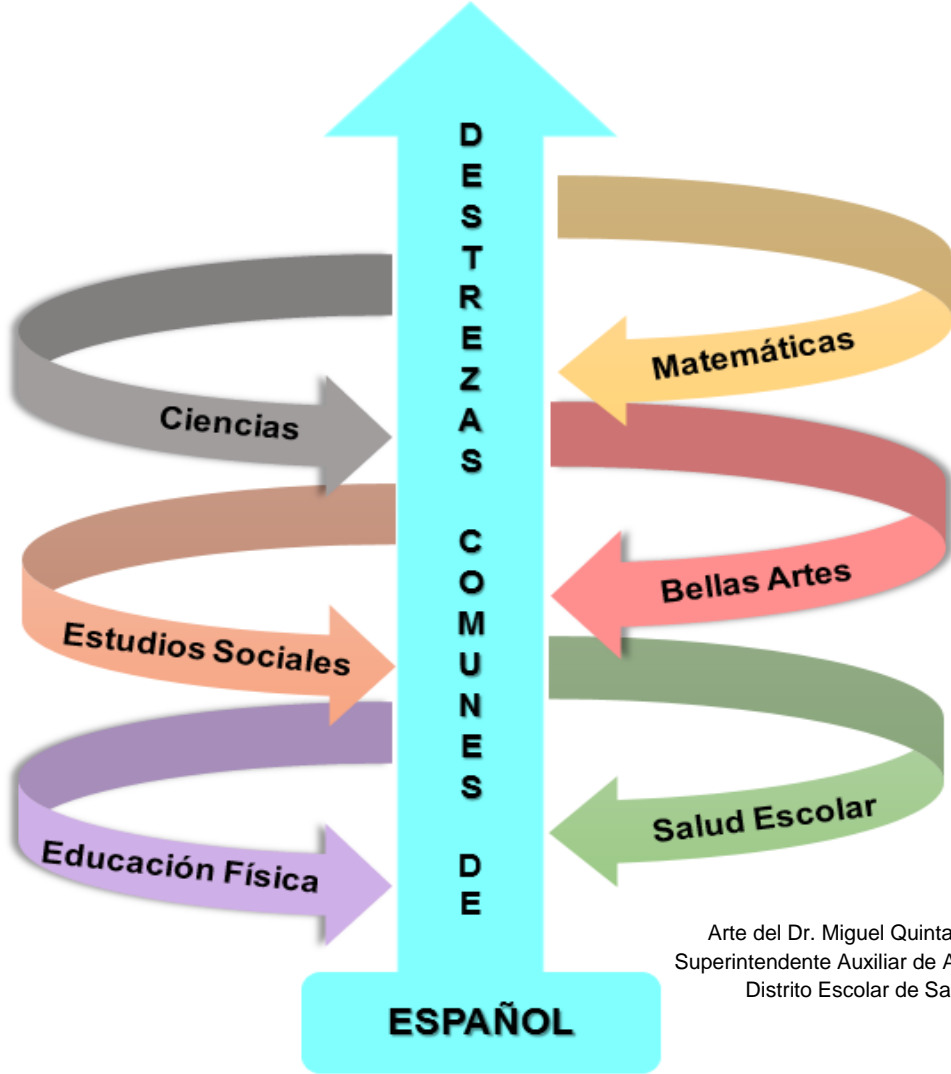 DESTREZAS COMUNES DE
ESPAÑOL
Matemáticas
Ciencias
Bellas Artes
Estudios Sociales
Salud Escolar
Educación Física
Arte del Dr. Miguel
Superintendente Auxiliar de
Distrito Escolar de